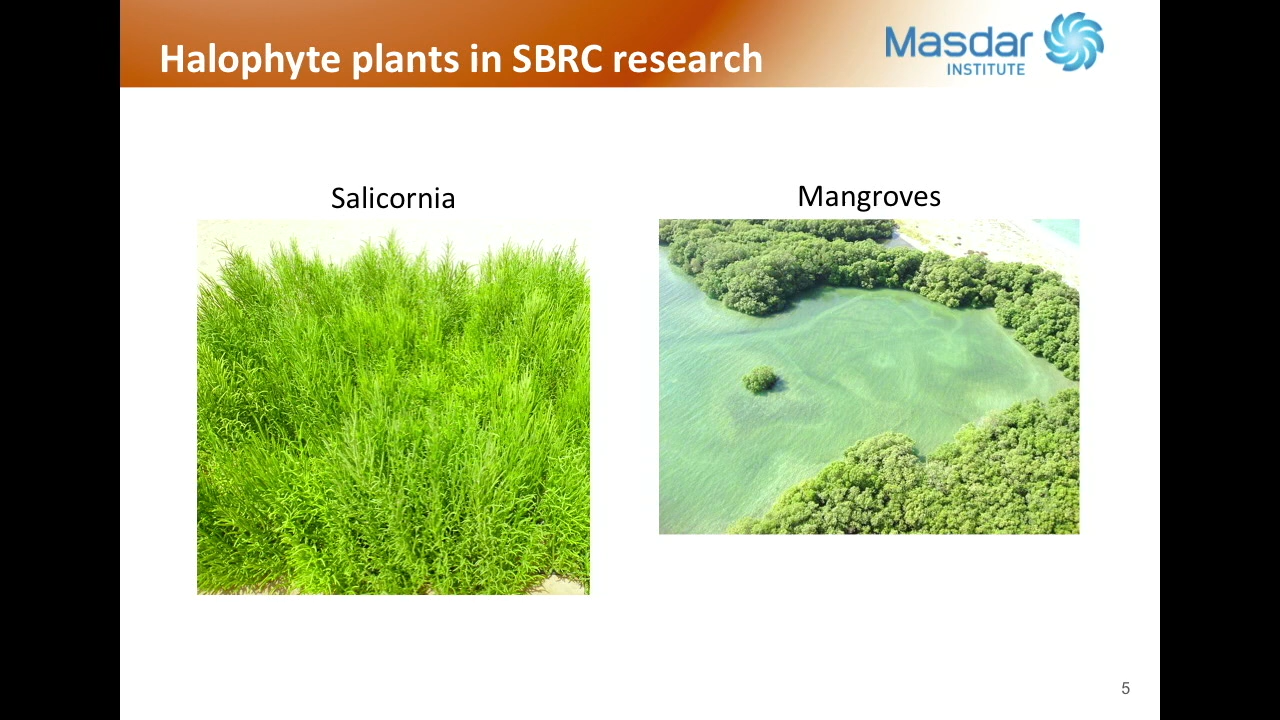 Halophyte plants in SBRC research
Masdar
INSTITUTE
Salicornia
Mangroves
5